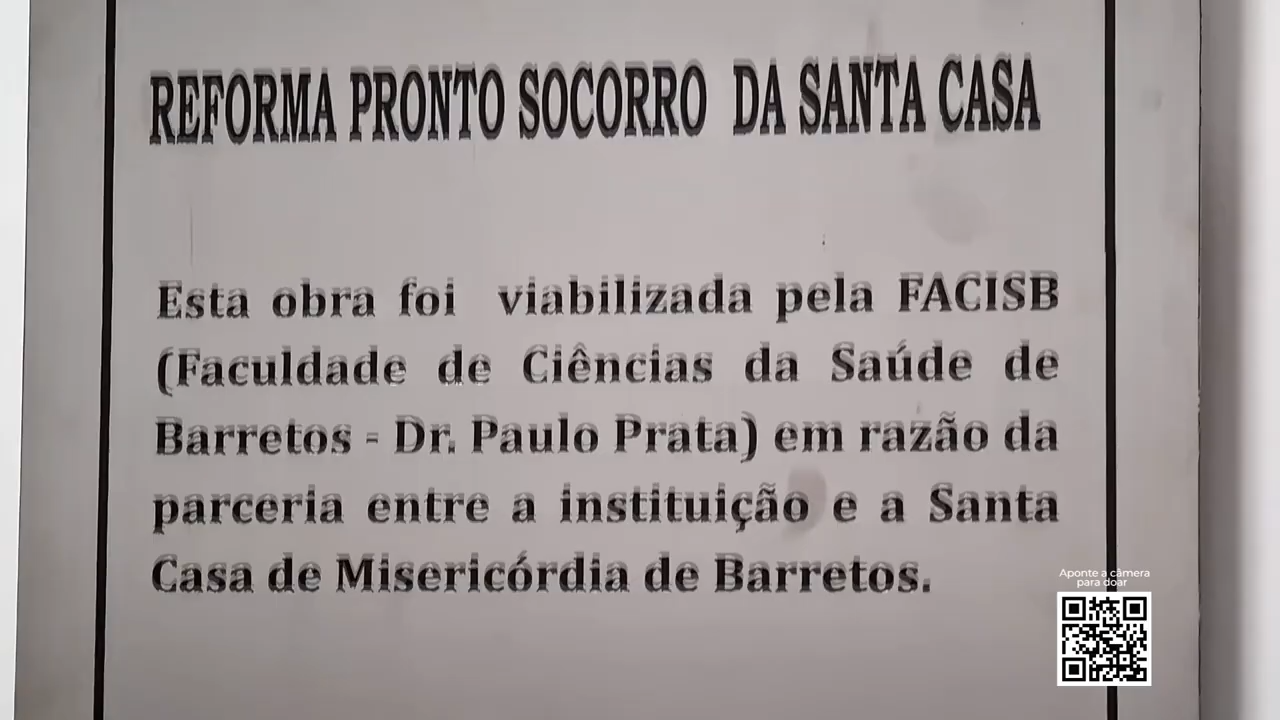 REFORMA PRONTO SOCORRO DA SANTA CASA
Esta obra foi viabilizada pela FACISB
(Faculdade de Ciências da Saúde de
Barretos - Dr. Paulo Prata) em razão da
parceria entre a instituição e a Santa
Casa de Misericórdia de Barretos.
Aponte a câmera
para doar